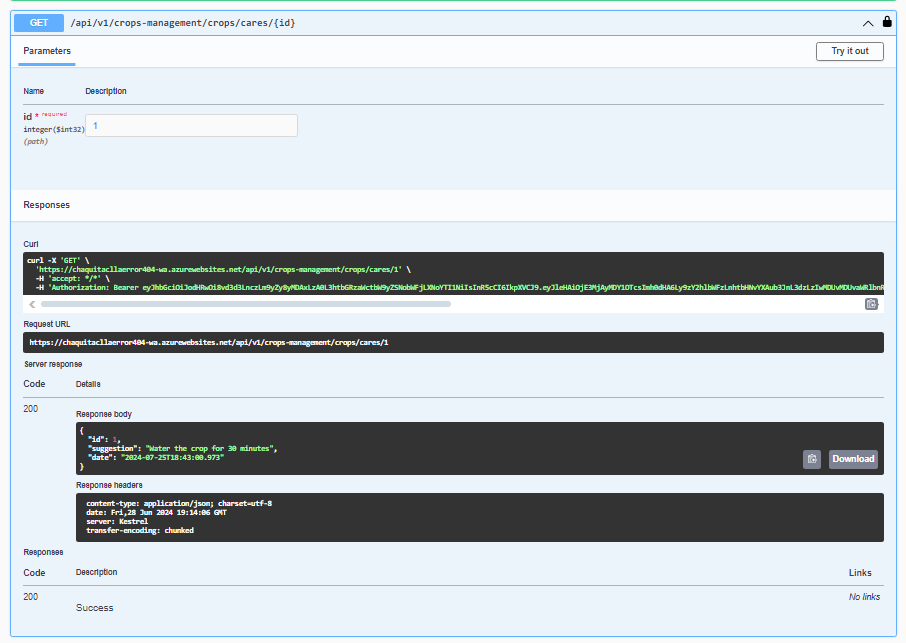 GET /api/v1/crops-management/crops/cares/{id}
Parameters
Try it out
Name Description
id * required
integer($int32)
(path)
1
Responses
Curl
curl -X 'GET' \
'https://chaquitacllaerror404-wa.azurewebsites.net/api/v1/crops-management/crops/cares/1' \
-H 'accept: */*' \
-H 'Authorization: Bearer
Request URL
https://chaquitacllaerror404-wa.azurewebsites.net/api/v1/crops-management/crops/cares/1
Server response
Code Details
200
Response body
{
"id": 1,
"suggestion": "Water the crop for 30 minutes",
"date": "2024-07-25T18:43:00.973"
}
Download
Response headers
content-type: application/json; charset=utf-8
date: Fri,28 Jun 2024 19:14:06 GMT
server: Kestrel
transfer-encoding: chunked
Responses
Code Description Links
200 No links
Success